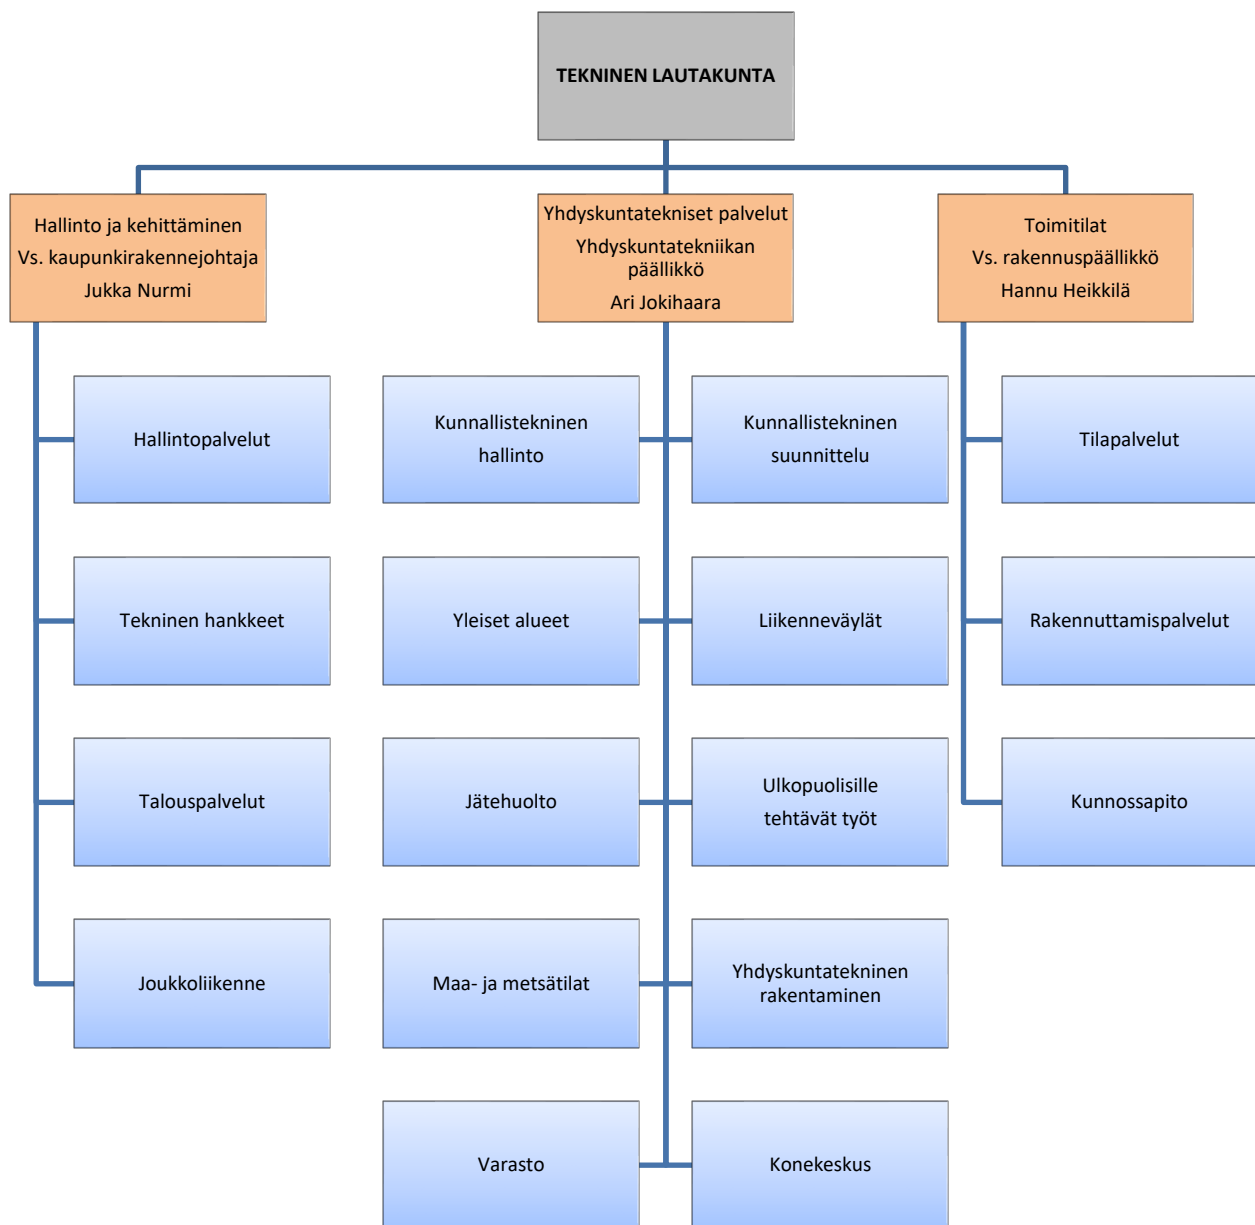 TEKNINEN LAUTAKUNTA
Hallinto ja kehittäminen
Vs. kaupunkirakennejohtaja
Jukka Nurmi
Yhdyskuntatekniset palvelut
Yhdyskuntatekniikan
päällikkö
Ari Jokihaara
Toimitilat
Vs. rakennuspäällikkö
Hannu Heikkilä
Hallintopalvelut
Kunnallistekninen
hallinto
Kunnallistekninen
suunnittelu
Tilapalvelut
Tekninen hankkeet
Yleiset alueet
Liikenneväylät
Rakennuttamispalvelut
Talouspalvelut
Jätehuolto
Ulkopuolisille
tehtävät työt
Kunnossapito
Joukkoliikenne
Maa- ja metsätilat
Yhdyskuntatekninen
rakentaminen
Varasto
Konekeskus